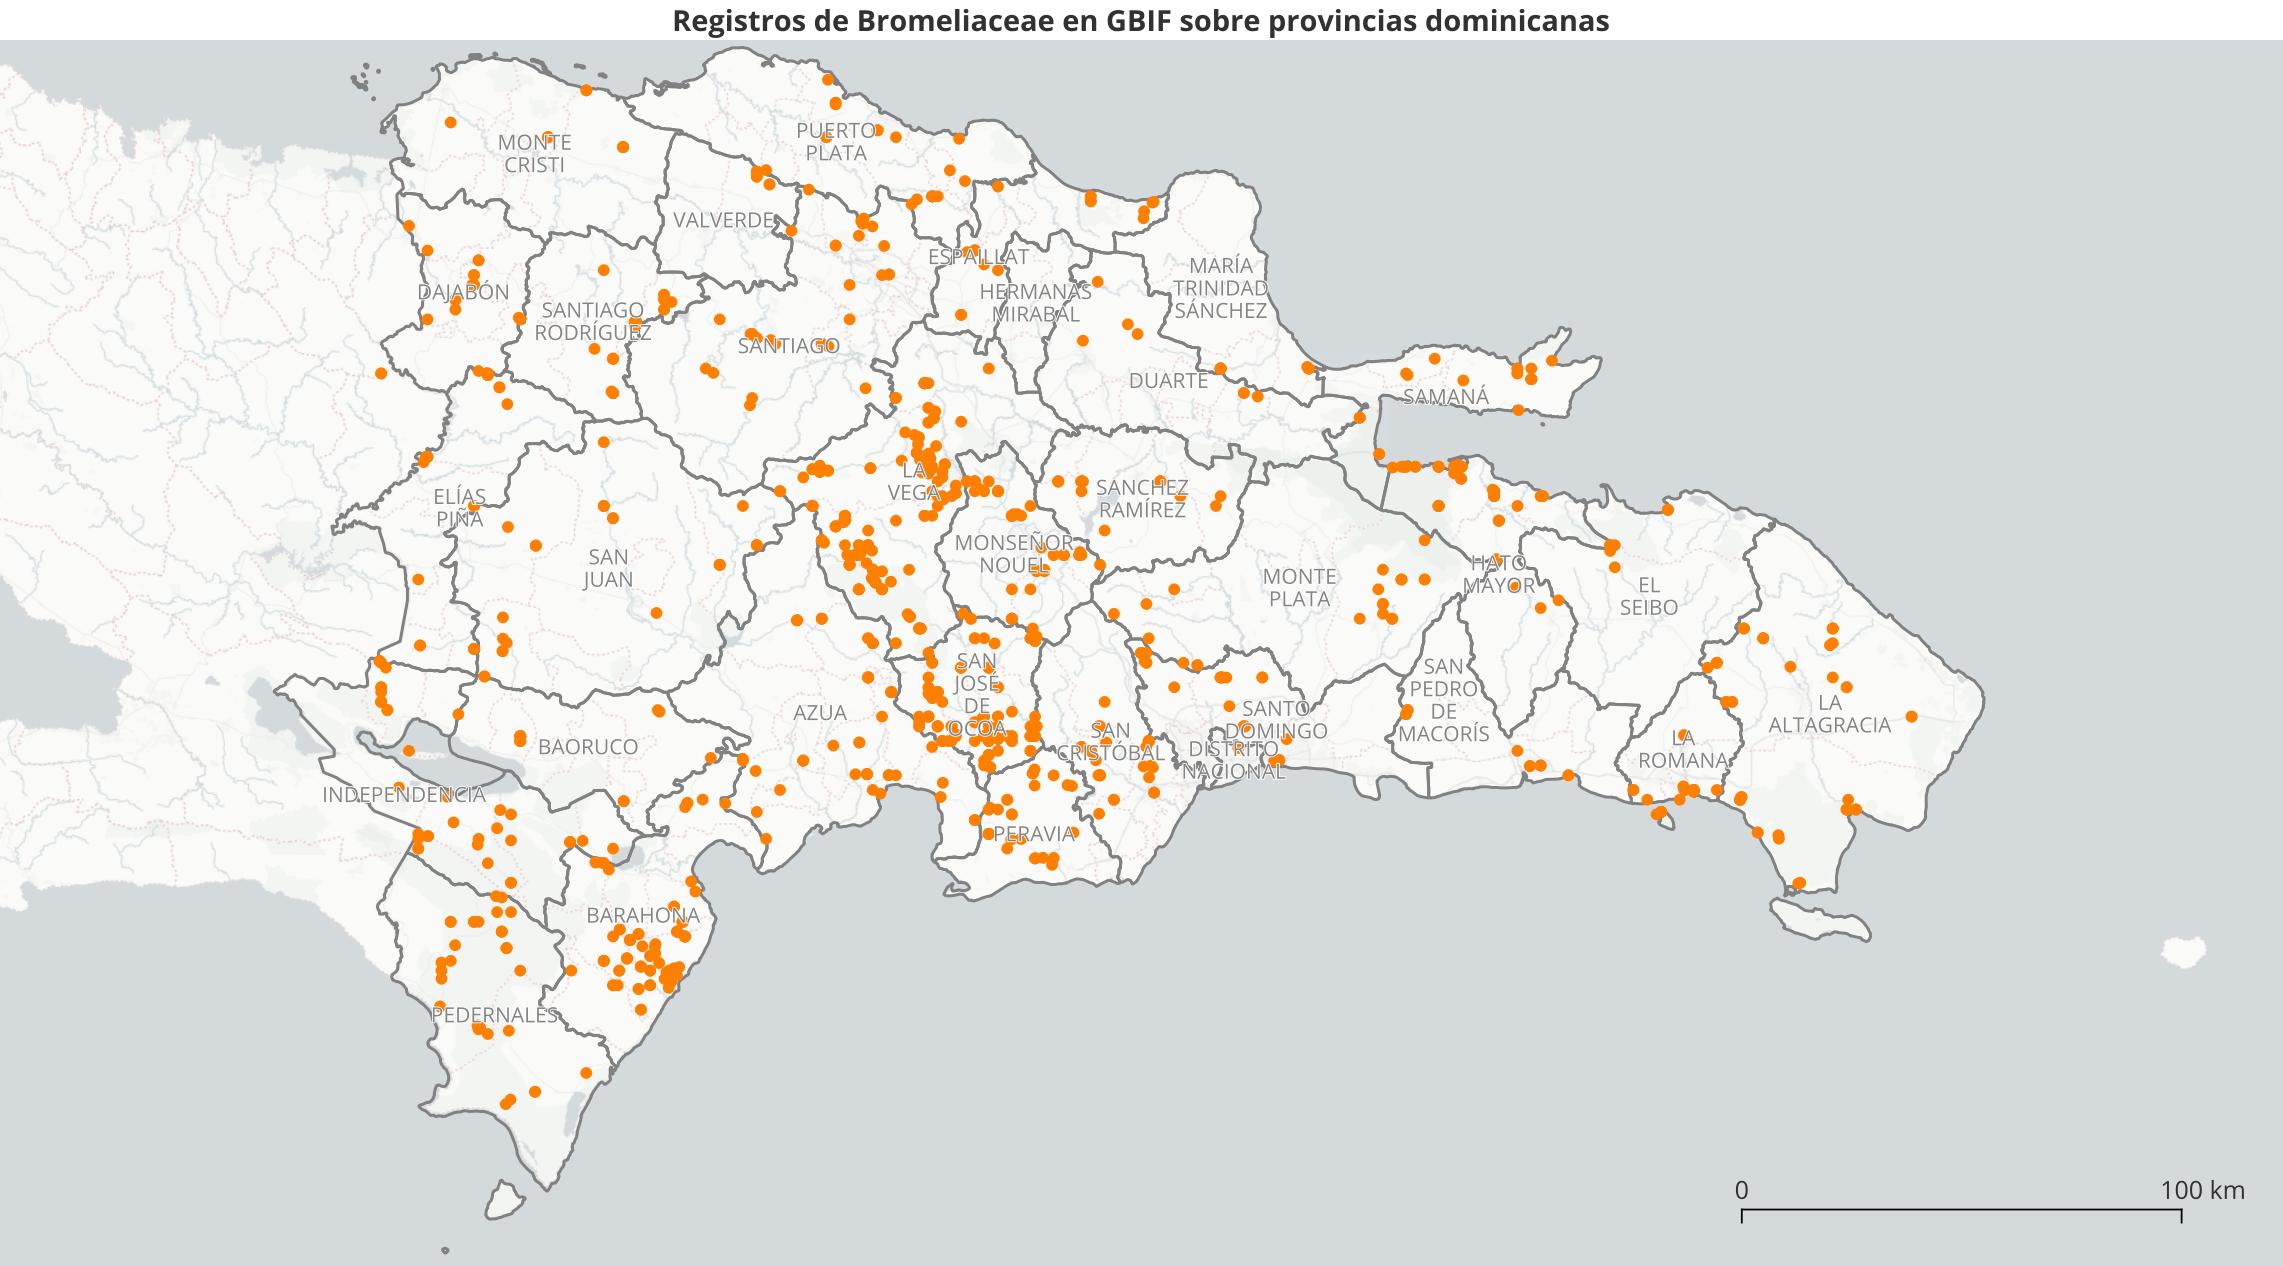 Registros de Bromeliaceae en GBIF sobre provincias dominicanas
MONTE
CRISTI
PUERTO
PLATA
VALVERDE
ESPAILLAT
DAJABÓN
SANTIAGO
RODRÍGUEZ
HERMANAS
MIRABAL
MARÍA
TRINIDAD
SÁNCHEZ
SANTIAGO
DUARTE
SAMANÁ
LA
VEGA
ELÍAS
PIÑA
SANCHEZ
RAMÍREZ
SAN
JUAN
MONSEÑOR
NOUEL
MONTE
PLATA
HATO
MAYOR
EL
SEIBO
SAN
JOSÉ
DE
OCOA
SAN
PEDRO
DE
MACORÍS
LA
ALTAGRACIA
AZUA
BAORUCO
SAN
CRISTÓBAL
SANTO
DOMINGO
DISTRITO
NACIONAL
LA
ROMANA
INDEPENDENCIA
PERAVIA
BARAHONA
PEDERNALES
0 100 km